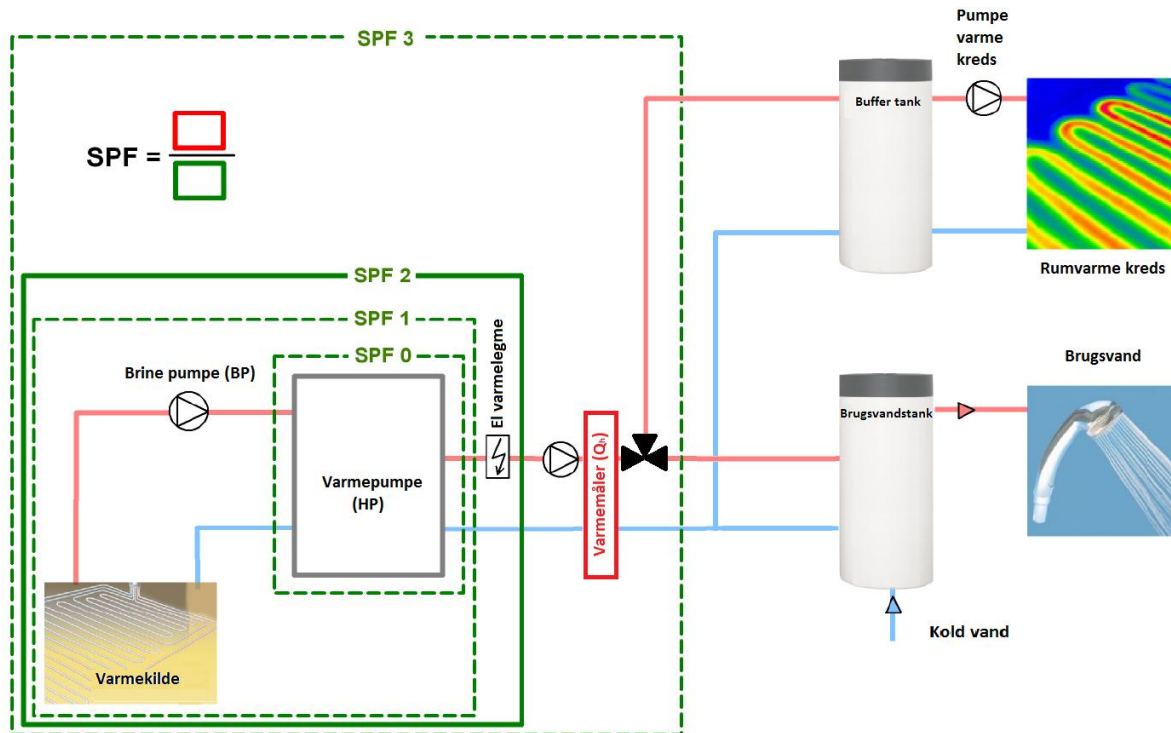 SPF 3
Pumpe
varme
kreds
Buffer tank
SPF =
Rumvarme kreds
SPF 2
SPF 1
SPF 0
El varmelegme
Brine pumpe (BP)
Varmepumpe
(HP)
Varmemåler (Qh)
Brugsvand
Brugsvandstank
Varmekilde
Kold vand